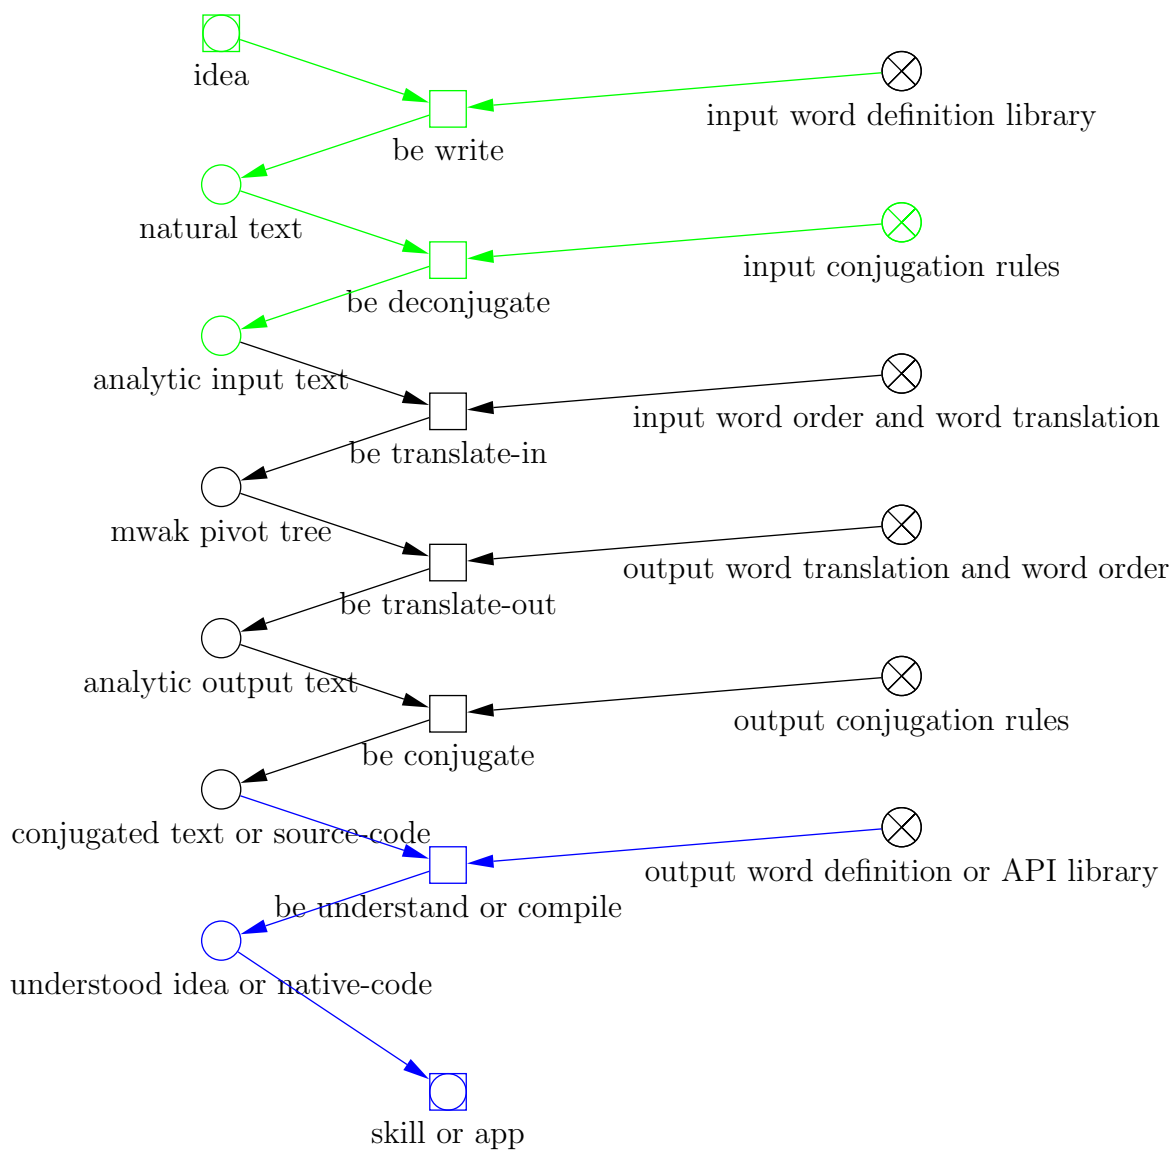 idea
input word definition library
be write
natural text
input conjugation rules
be deconjugate
analytic input text
input word order and word translation
be translate-in
mwak pivot tree
output word translation and word order
be translate-out
analytic output text
output conjugation rules
be conjugate
conjugated text or source-code
output word definition or API library
be understand or compile
understood idea or native-code
skill or app